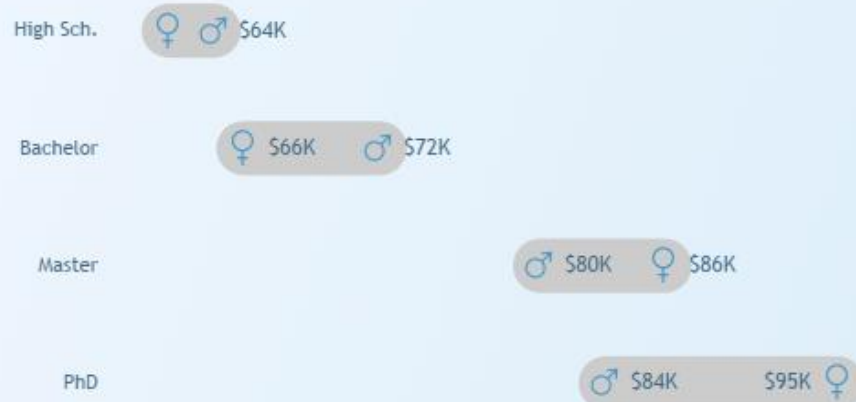 High Sch. $64K
Bachelor $66K $72K
Master $80K $86K
PhD $84K $95K